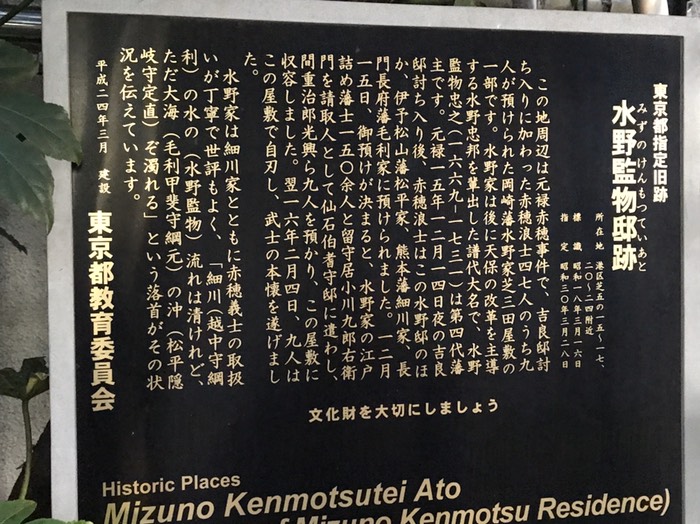 東京都指定旧跡
みずのけんもつていあと
水野監物邸跡
所在地 港区芝五の一五〜一七、
二〇〜二四附近
標識 昭和一八年三月一六日
指定 昭和三〇年三月二八日
この地周辺は元禄赤穂事件で、吉良邸討
ち入りに加わった赤穂浪士四七人のうち九
人が預けられた岡崎藩水野家芝三田屋敷の
一部です。水野家は後に天保の改革を主導
する水野忠邦を輩出した譜代大名で、水野
監物忠之(一六六九〜一七三一)は第四代藩
主です。元禄一五年一二月一四日夜の吉良
邸討ち入り後、赤穂浪士はこの水野邸のほ
か、伊予松山藩松平家、熊本藩細川家、長
門長府藩毛利家に預けられました。一二月
一五日、御預けが決まると、水野家の江戸
詰め藩士一五〇余人と留守居小川九郎右衛
門を請取人として仙石伯耆守邸に遣わし、
間重治郎光興ら九人を預かり、この屋敷に
収容しました。翌一六年二月四日、九人は
この屋敷で自刃し、武士の本懐を遂げまし
た。
水野家は細川家とともに赤穂義士の取扱
いが丁寧で世評もよく、「細川(越中守綱
利)の水の(水野監物)流れは清けれど、
ただ大海(毛利甲斐守綱元)の沖(松平隠
岐守定直)ぞ濁れる」という落首がその状
況を伝えています。
平成二四年三月 建設
東京都教育委員会
文化財を大切にしましょう
Historic Places
Mizuno Kenmotsutei Ato
of Mizuno Kenmotsu Residence)